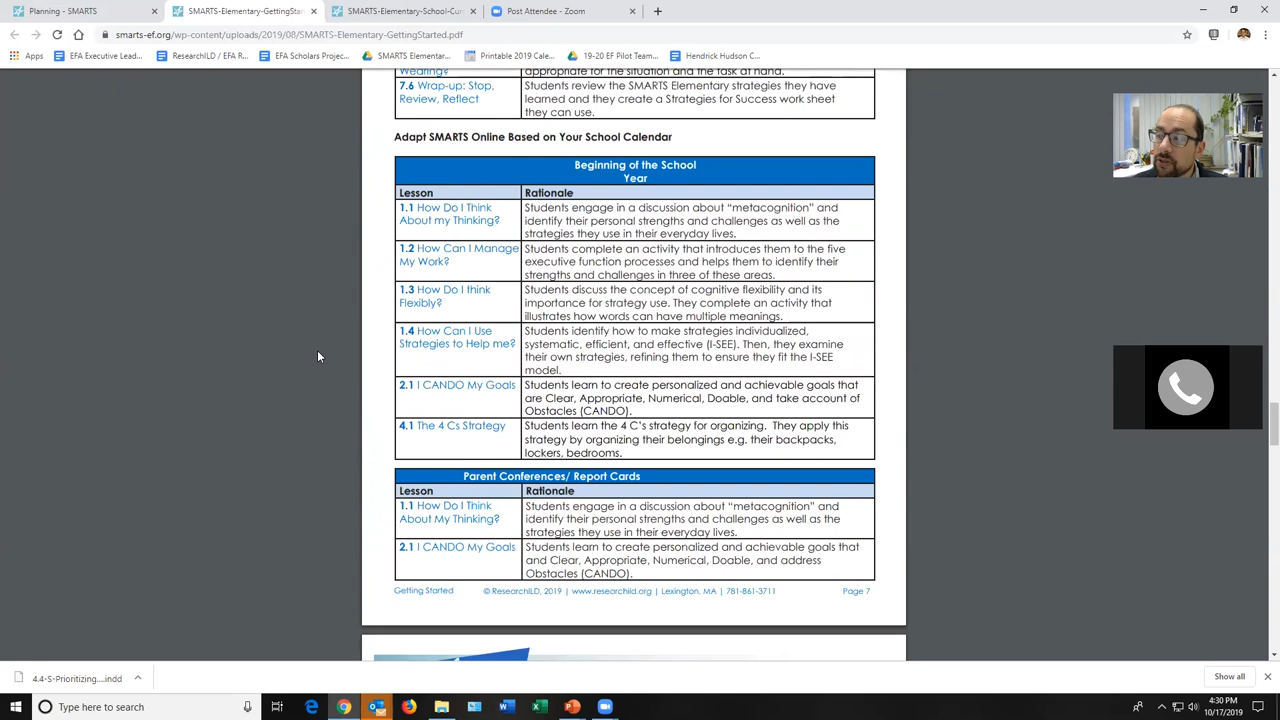 Planning - SMARTS
SMARTS-Elementary-GettingStar
SMARTS-Elementary-School-Curr
Post Attendee - Zoom
smarts-ef.org/wp-content/uploads/2019/08/SMARTS-Elementary-GettingStarted.pdf
Apps
EFA Executive Lead...
ResearchILD / EFA R...
EFA Scholars Projec...
SMARTS Elementar...
Printable 2019 Cale...
19-20 EF Pilot Team...
Hendrick Hudson C...
Wearing?
appropriate for the situation and the task at hand.
7.6 Wrap-up: Stop,
Review, Reflect
Students review the SMARTS Elementary strategies they have
learned and they create a Strategies for Success work sheet
they can use.
Adapt SMARTS Online Based on Your School Calendar
Beginning of the School
Year
Lesson
Rationale
1.1 How Do I Think
About my Thinking?
Students engage in a discussion about "metacognition" and
identify their personal strengths and challenges as well as the
strategies they use in their everyday lives.
1.2 How Can I Manage
My Work?
Students complete an activity that introduces them to the five
executive function processes and helps them to identify their
strengths and challenges in three of these areas.
1.3 How Do I think
Flexibly?
Students discuss the concept of cognitive flexibility and its
importance for strategy use. They complete an activity that
illustrates how words can have multiple meanings.
1.4 How Can I Use
Strategies to Help me?
Students identify how to make strategies individualized,
systematic, efficient, and effective (I-SEE). Then, they examine
their own strategies, refining them to ensure they fit the I-SEE
model.
2.1 I CANDO My Goals
Students learn to create personalized and achievable goals that
are Clear, Appropriate, Numerical, Doable, and take account of
Obstacles (CANDO).
4.1 The 4 Cs Strategy
Students learn the 4 C's strategy for organizing. They apply this
strategy by organizing their belongings e.g. their backpacks,
lockers, bedrooms.
Parent Conferences/ Report Cards
Lesson
Rationale
1.1 How Do I Think
About My Thinking?
Students engage in a discussion about "metacognition" and
identify their personal strengths and challenges as well as the
strategies they use in their everyday lives.
2.1 I CANDO My Goals
Students learn to create personalized and achievable goals that
and Clear, Appropriate, Numerical, Doable, and address
Obstacles (CANDO).
Getting Started
© ResearchILD, 2019 | www.researchild.org | Lexington, MA | 781-861-3711
Page 7
4.4-S-Prioritizing....indd
Show all
Type here to search
4:30 PM
10/17/2019